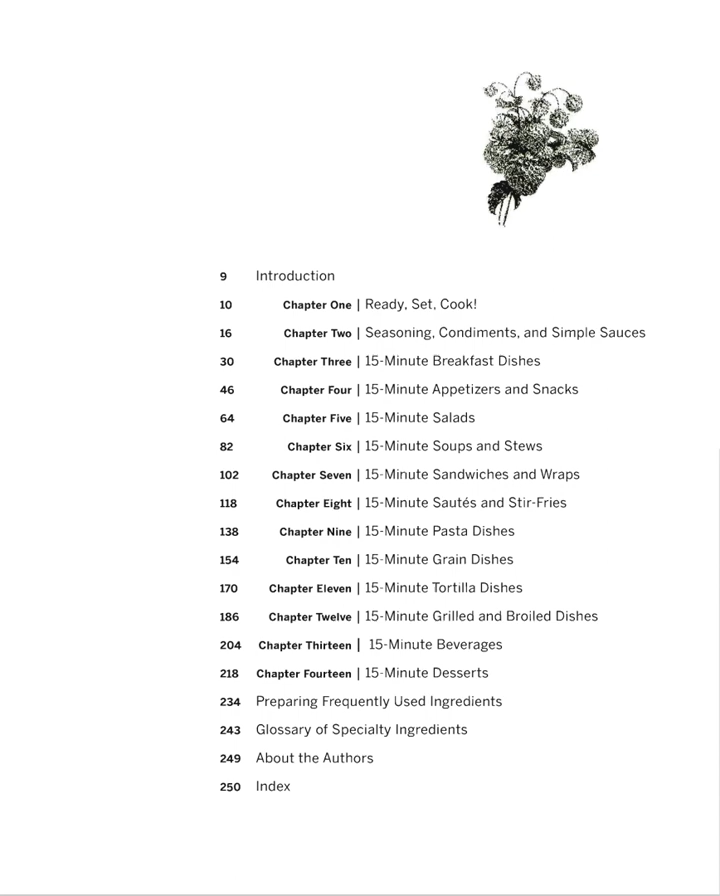 9 Introduction
10 Chapter One | Ready, Set, Cook!
16 Chapter Two | Seasoning, Condiments, and Simple Sauces
30 Chapter Three | 15-Minute Breakfast Dishes
46 Chapter Four | 15-Minute Appetizers and Snacks
64 Chapter Five | 15-Minute Salads
82 Chapter Six | 15-Minute Soups and Stews
102 Chapter Seven | 15-Minute Sandwiches and Wraps
118 Chapter Eight | 15-Minute Sautés and Stir-Fries
138 Chapter Nine | 15-Minute Pasta Dishes
154 Chapter Ten | 15-Minute Grain Dishes
170 Chapter Eleven | 15-Minute Tortilla Dishes
186 Chapter Twelve | 15-Minute Grilled and Broiled Dishes
204 Chapter Thirteen | 15-Minute Beverages
218 Chapter Fourteen | 15-Minute Desserts
234 Preparing Frequently Used Ingredients
243 Glossary of Specialty Ingredients
249 About the Authors
250 Index